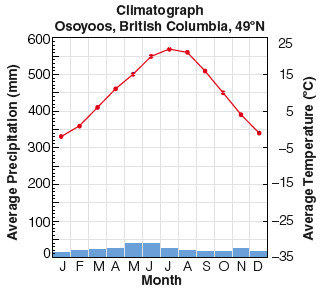 Climatograph
Osoyoos, British Columbia, 49°N
Average Precipitation (mm)
600
500
400
300
200
100
0
25
15
5
−5
−15
−25
−35
Average Temperature (°C)
J F M A M J J A S O N D
Month